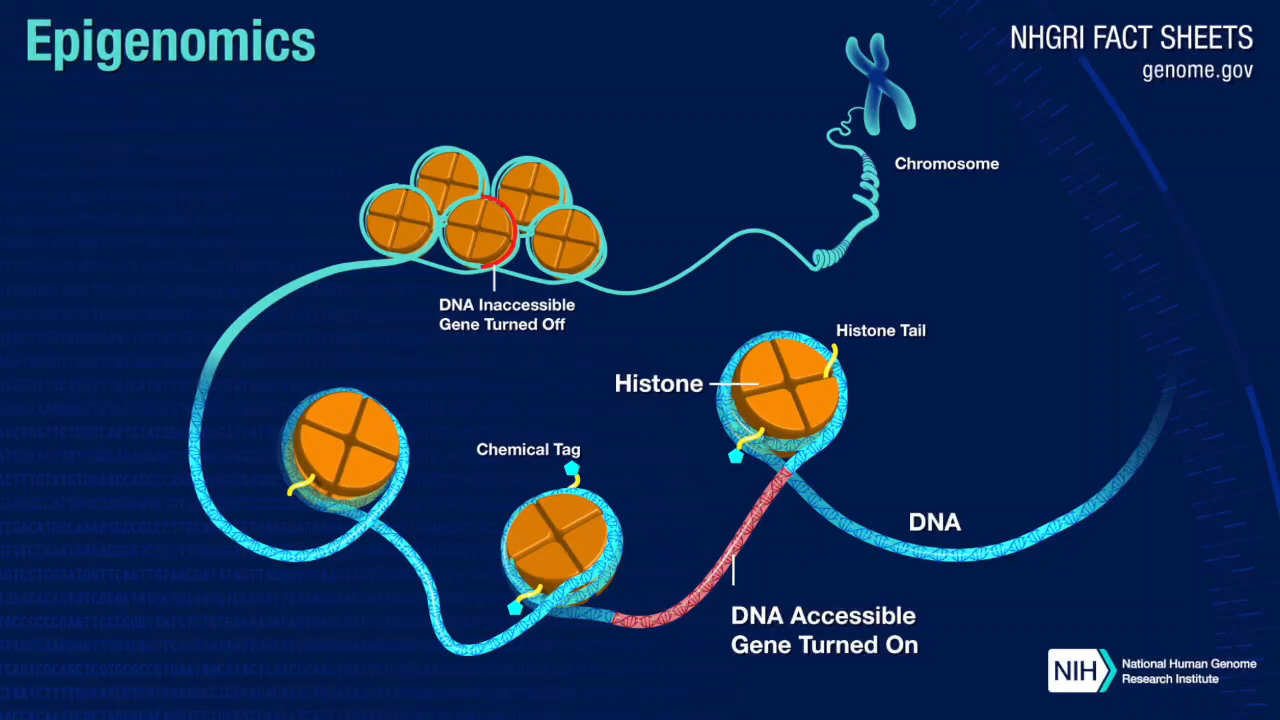 Epigenomics
NHGRI FACT SHEETS
genome.gov
Chromosome
DNA Inaccessible
Gene Turned Off
Histone Tail
Histone
Chemical Tag
DNA
DNA Accessible
Gene Turned On
NIH
National Human Genome
Research Institute